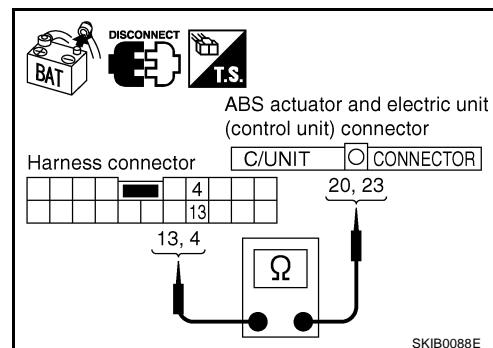 BAT
DISCONNECT
T.S.
ABS actuator and electric unit
(control unit) connector
Harness connector
C/UNIT CONNECTOR
4
13
20, 23
13, 4
Ω
SKIB0088E